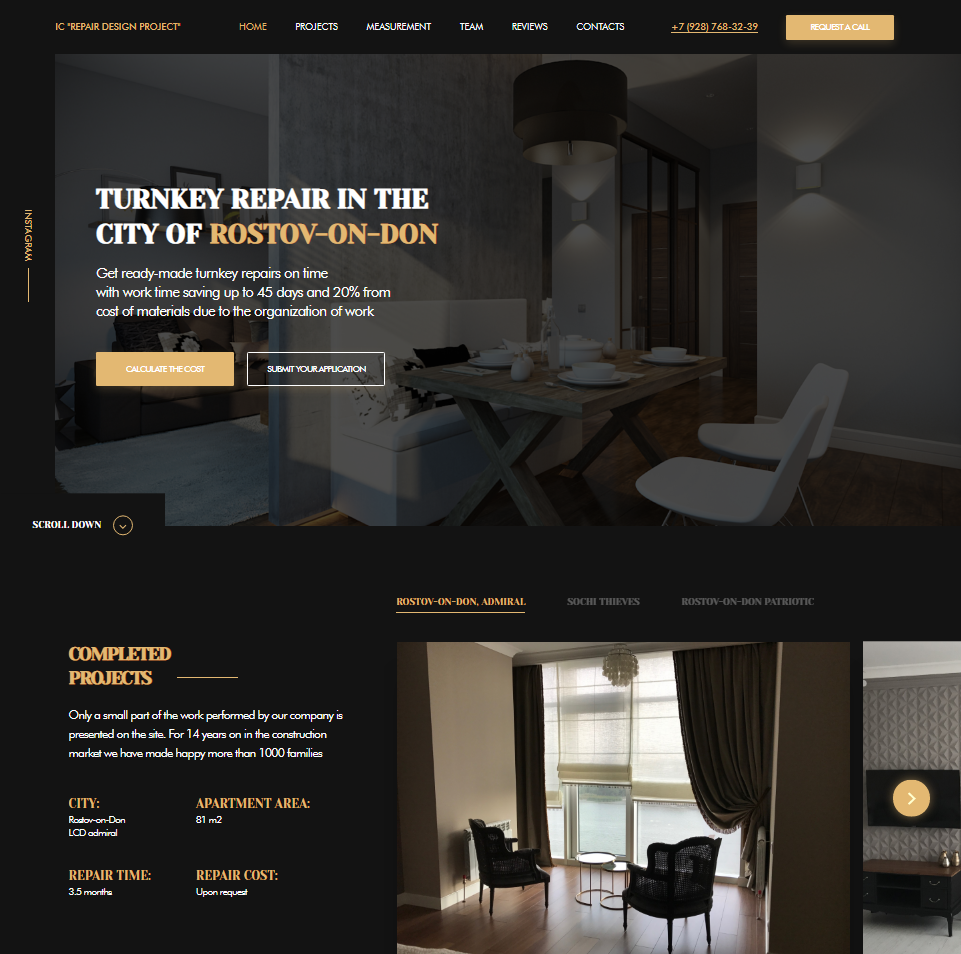 IC "REPAIR DESIGN PROJECT"
HOME
PROJECTS
MEASUREMENT
TEAM
REVIEWS
CONTACTS
+7 (928) 768-32-39
REQUEST A CALL
INSTAGRAM
TURNKEY REPAIR IN THE
CITY OF ROSTOV-ON-DON
Get ready-made turnkey repairs on time
with work time saving up to 45 days and 20% from
cost of materials due to the organization of work
CALCULATE THE COST
SUBMIT YOUR APPLICATION
SCROLL DOWN
ROSTOV-ON-DON, ADMIRAL
SOCHI THIEVES
ROSTOV-ON-DON PATRIOTIC
COMPLETED
PROJECTS
Only a small part of the work performed by our company is
presented on the site. For 14 years on in the construction
market we have made happy more than 1000 families
CITY:
Rostov-on-Don
LCD admiral
APARTMENT AREA:
81 m2
REPAIR TIME:
3.5 months
REPAIR COST:
Upon request